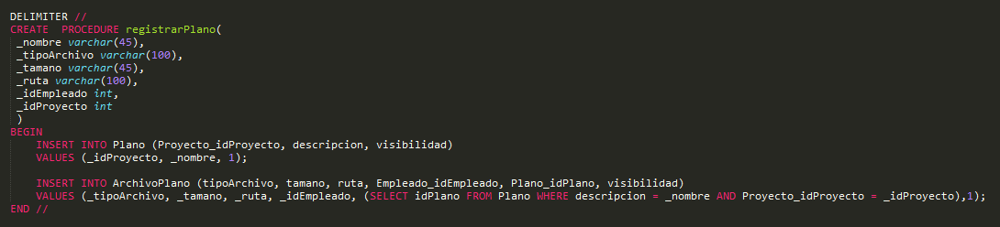 DELIMITER //
CREATE  PROCEDURE registrarPlano(
 _nombre varchar(45),
 _tipoArchivo varchar(100),
 _tamano varchar(45),
 _ruta varchar(100),
 _idEmpleado int,
 _idProyecto int
 )
BEGIN
    INSERT INTO Plano (Proyecto_idProyecto, descripcion, visibilidad)
    VALUES (_idProyecto, _nombre, 1);

    INSERT INTO ArchivoPlano (tipoArchivo, tamano, ruta, Empleado_idEmpleado, Plano_idPlano, visibilidad)
    VALUES (_tipoArchivo, _tamano, _ruta, _idEmpleado, (SELECT idPlano FROM Plano WHERE descripcion = _nombre AND Proyecto_idProyecto = _idProyecto),1);
END //